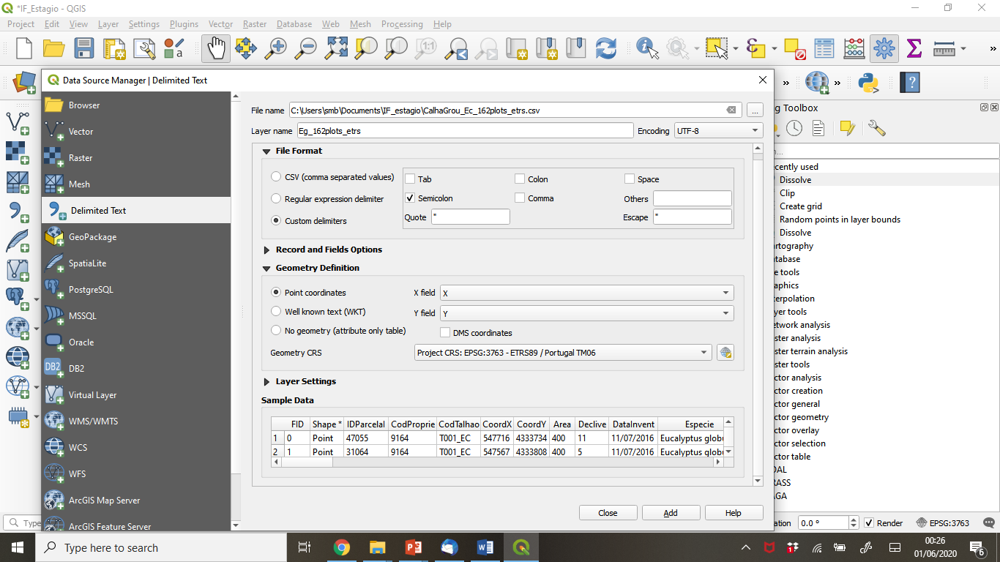 *IF_Estagio - QGIS
Project Edit View Layer Settings Plugins Vector Raster Database Web Mesh Processing Help
1:1
Σ
ε
»
Data Source Manager | Delimited Text
» »
Browser
Vector
Raster
Mesh
Delimited Text
GeoPackage
SpatiaLite
PostgreSQL
MSSQL
Oracle
DB2 DB2
Virtual Layer
WMS/WMTS
WCS
WFS
ArcGIS Map Server
ArcGIS Feature Server
File name C:\Users\smb\Documents\IF_estagio\CalhaGrou_Ec_162plots_etrs.csv ...
Layer name Eg_162plots_etrs Encoding UTF-8
File Format
CSV (comma separated values) Tab Colon Space
Regular expression delimiter Semicolon Comma Others
Custom delimiters Quote " Escape "
Record and Fields Options
Geometry Definition
Point coordinates X field X
Well known text (WKT) Y field Y
No geometry (attribute only table) DMS coordinates
Geometry CRS Project CRS: EPSG:3763 - ETRS89 / Portugal TM06
Layer Settings
Sample Data
FID Shape * IDParcelal CodProprie CodTalhao CoordX CoordY Area Declive DataInvent Especie
1 0 Point 47055 9164 T001_EC 547716 4333734 400 11 11/07/2016 Eucalyptus globu
2 1 Point 31064 9164 T001_EC 547567 4333808 400 5 11/07/2016 Eucalyptus globu
Close Add Help
g Toolbox
...
cently used
Dissolve
Clip
Create grid
Random points in layer bounds
Dissolve
rtography
tabase
e tools
aphics
erpolation
yer tools
twork analysis
ster analysis
ster terrain analysis
ster tools
ctor analysis
ctor creation
ctor general
ctor geometry
ctor overlay
ctor selection
ctor table
DAL
RASS
AGA
Type
ation 0.0 ° Render EPSG:3763
Type here to search
00:26
01/06/2020
6